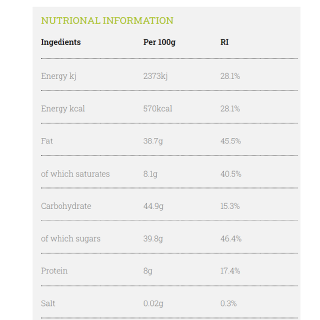 NUTRIONAL INFORMATION
Ingedients Per 100g RI
Energy kj 2373kj 28.1%
Energy kcal 570kcal 28.1%
Fat 38.7g 45.5%
of which saturates 8.1g 40.5%
Carbohydrate 44.9g 15.3%
of which sugars 39.8g 46.4%
Protein 8g 17.4%
Salt 0.02g 0.3%